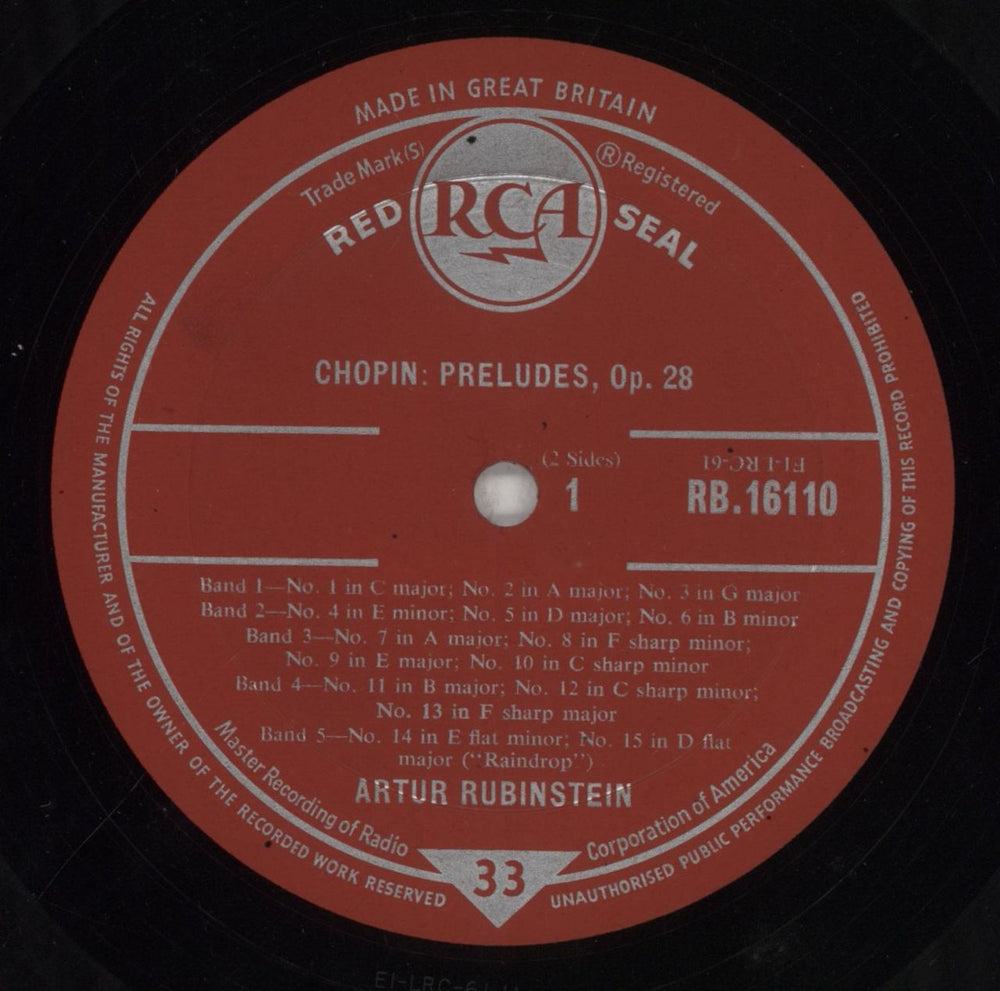 MADE IN GREAT BRITAIN
Trade Mark(S)
® Registered
RED
RCA
SEAL
CHOPIN: PRELUDES, Op. 28
(2 Sides)
1
E1-LRC-61
RB.16110
Band 1—No. 1 in C major; No. 2 in A major; No. 3 in G major
Band 2—No. 4 in E minor; No. 5 in D major; No. 6 in B minor
Band 3—No. 7 in A major; No. 8 in F sharp minor;
No. 9 in E major; No. 10 in C sharp minor
Band 4—No. 11 in B major; No. 12 in C sharp minor;
No. 13 in F sharp major
Band 5—No. 14 in E flat minor; No. 15 in D flat
major ("Raindrop")
ARTUR RUBINSTEIN
Master Recording of Radio Corporation of America
33
ALL RIGHTS OF THE MANUFACTURER AND OF THE OWNER OF THE RECORDED WORK RESERVED
UNAUTHORISED PUBLIC PERFORMANCE BROADCASTING AND COPYING OF THIS RECORD PROHIBITED